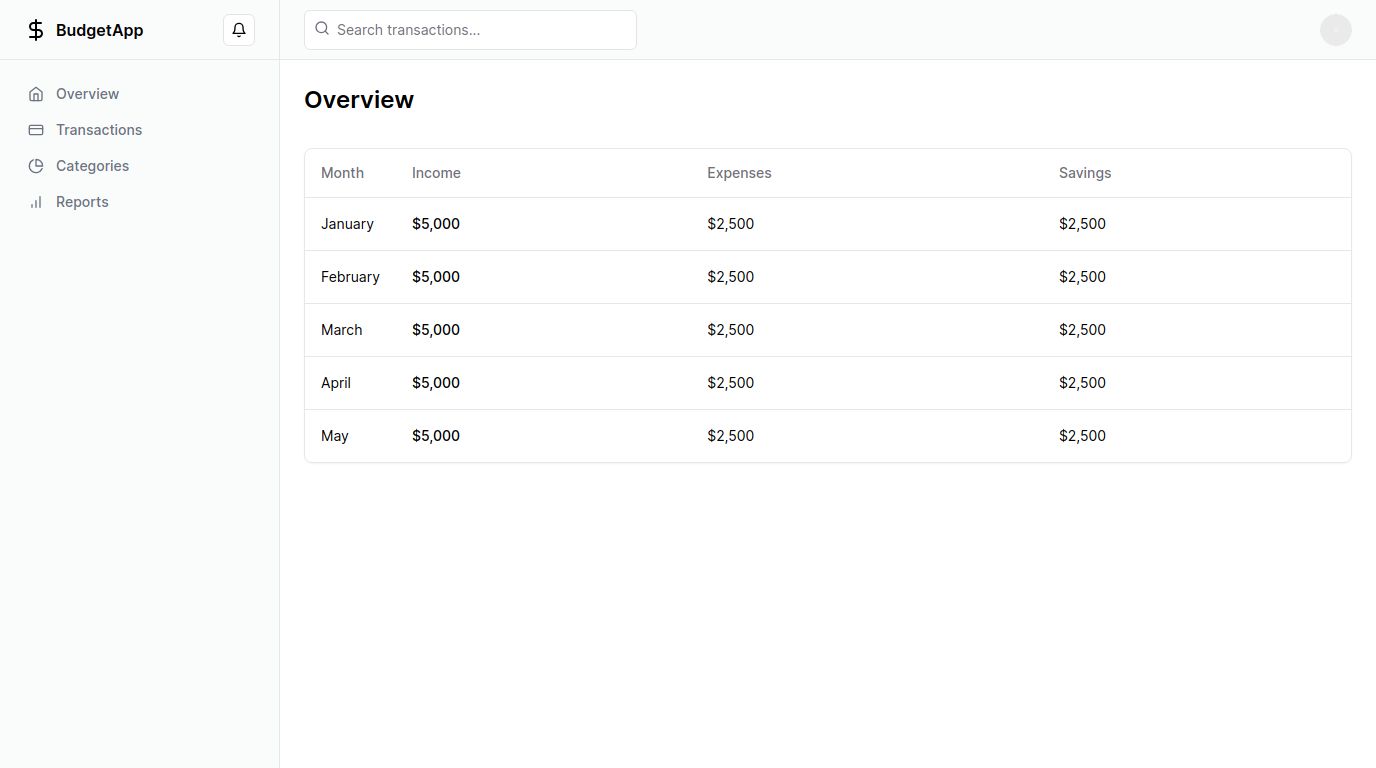 BudgetApp
Search transactions...
Overview
Transactions
Categories
Reports
Overview
Month Income Expenses Savings
January $5,000 $2,500 $2,500
February $5,000 $2,500 $2,500
March $5,000 $2,500 $2,500
April $5,000 $2,500 $2,500
May $5,000 $2,500 $2,500